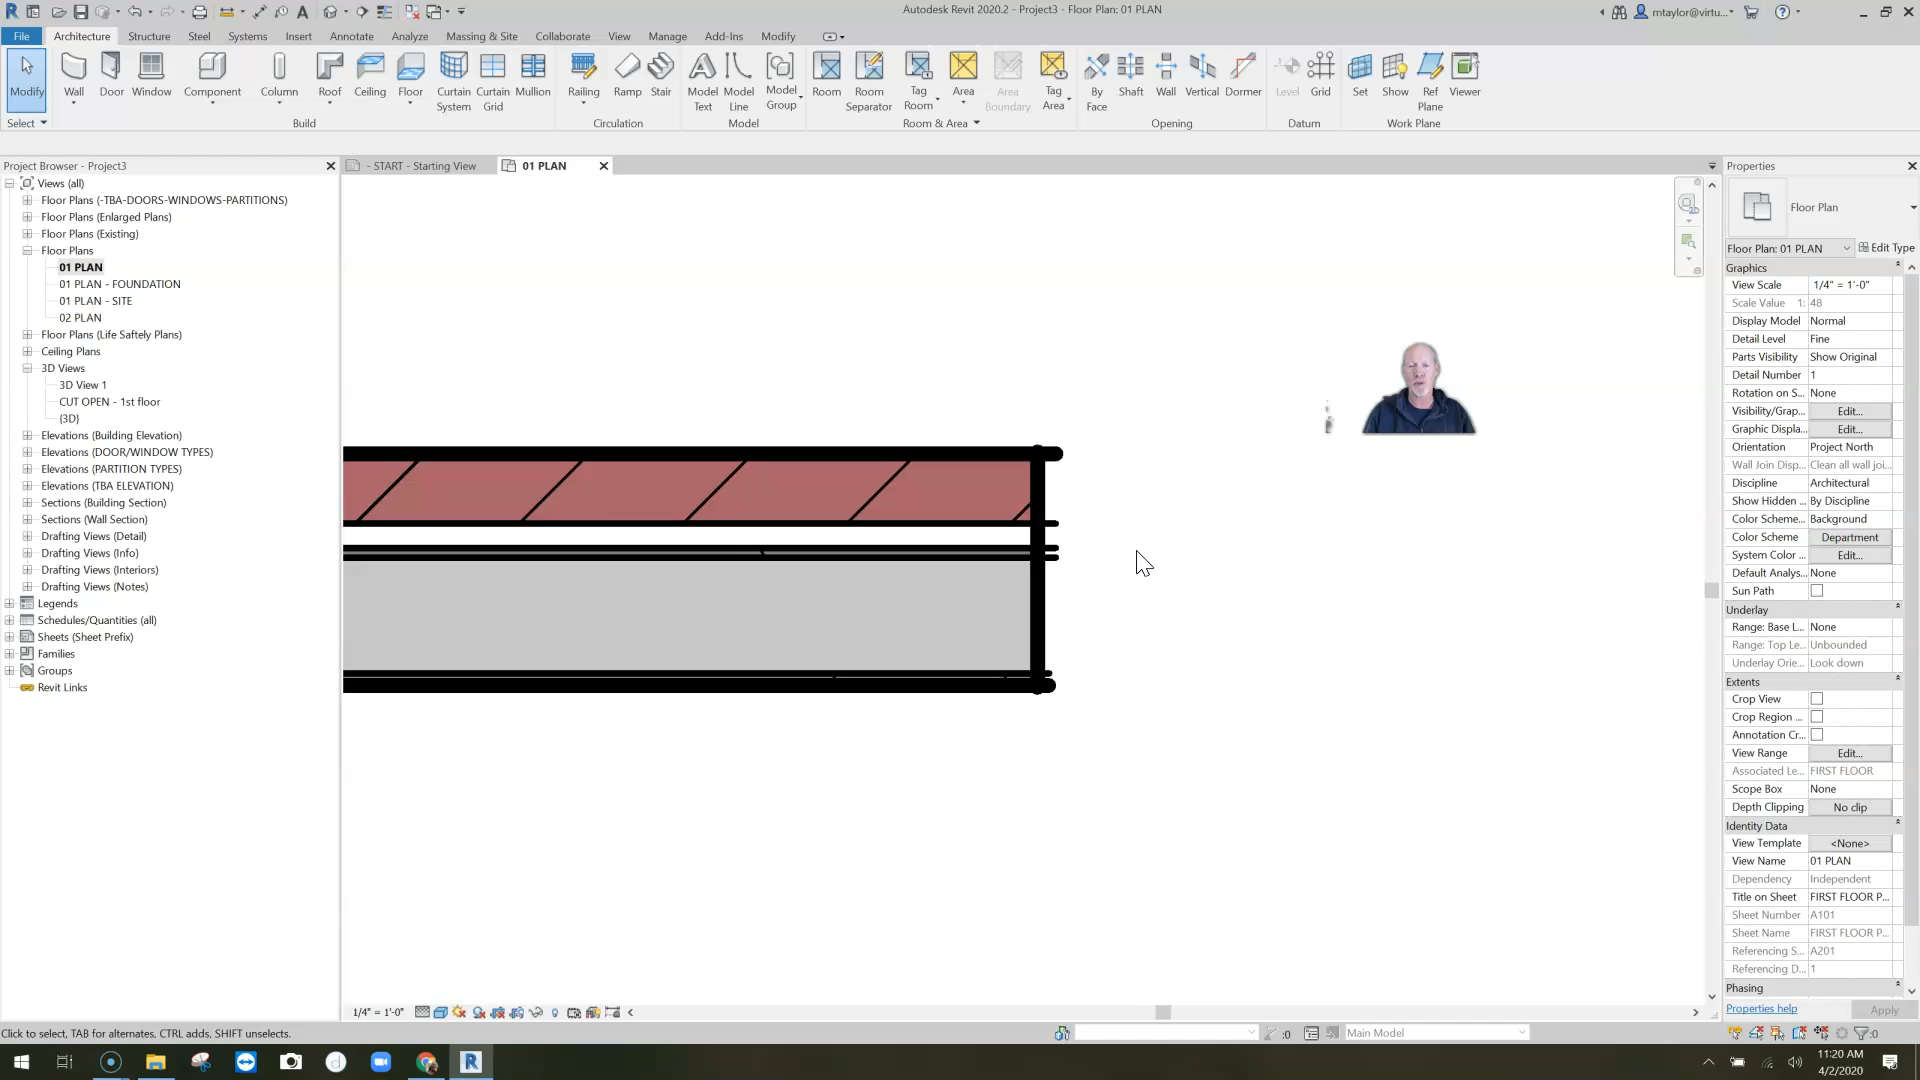 Autodesk Revit 2020.2 - Project3 - Floor Plan: 01 PLAN
mtaylor@virtu...
File Architecture Structure Steel Systems Insert Annotate Analyze Massing & Site Collaborate View Manage Add-Ins Modify
Modify Wall Door Window Component Column Roof Ceiling Floor Curtain System Curtain Grid Mullion Railing Ramp Stair Model Text Model Line Model Group Room Room Separator Tag Room Area Area Boundary Tag Area By Face Shaft Wall Vertical Dormer Level Grid Set Show Ref Plane Viewer
Select Build Circulation Model Room & Area Opening Datum Work Plane
Project Browser - Project3
- START - Starting View
01 PLAN
Views (all)
Floor Plans (-TBA-DOORS-WINDOWS-PARTITIONS)
Floor Plans (Enlarged Plans)
Floor Plans (Existing)
Floor Plans
01 PLAN
01 PLAN - FOUNDATION
01 PLAN - SITE
02 PLAN
Floor Plans (Life Saftely Plans)
Ceiling Plans
3D Views
3D View 1
CUT OPEN - 1st floor
{3D}
Elevations (Building Elevation)
Elevations (DOOR/WINDOW TYPES)
Elevations (PARTITION TYPES)
Elevations (TBA ELEVATION)
Sections (Building Section)
Sections (Wall Section)
Drafting Views (Detail)
Drafting Views (Info)
Drafting Views (Interiors)
Drafting Views (Notes)
Legends
Schedules/Quantities (all)
Sheets (Sheet Prefix)
Families
Groups
Revit Links
Properties
Floor Plan
Floor Plan: 01 PLAN Edit Type
Graphics
View Scale 1/4" = 1'-0"
Scale Value 1: 48
Display Model Normal
Detail Level Fine
Parts Visibility Show Original
Detail Number 1
Rotation on S... None
Visibility/Grap... Edit...
Graphic Displa... Edit...
Orientation Project North
Wall Join Disp... Clean all wall joi...
Discipline Architectural
Show Hidden ... By Discipline
Color Scheme... Background
Color Scheme Department
System Color ... Edit...
Default Analys... None
Sun Path
Underlay
Range: Base L... None
Range: Top Le... Unbounded
Underlay Orie... Look down
Extents
Crop View
Crop Region ...
Annotation Cr...
View Range Edit...
Associated Le... FIRST FLOOR
Scope Box None
Depth Clipping No clip
Identity Data
View Template <None>
View Name 01 PLAN
Dependency Independent
Title on Sheet FIRST FLOOR P...
Sheet Number A101
Sheet Name FIRST FLOOR P...
Referencing S... A201
Referencing D... 1
Phasing
Properties help Apply
1/4" = 1'-0"
Click to select, TAB for alternates, CTRL adds, SHIFT unselects.
:0
Main Model
:0
11:20 AM
4/2/2020